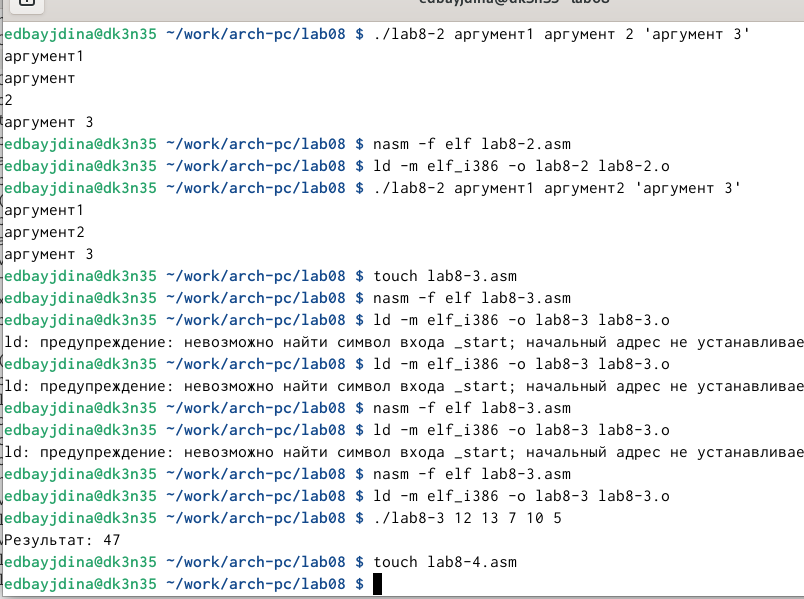 edbayjdina@dk3n35 ~/work/arch-pc/lab08 $ ./lab8-2 аргумент1 аргумент 2 'аргумент 3'
аргумент1
аргумент
2
аргумент 3
edbayjdina@dk3n35 ~/work/arch-pc/lab08 $ nasm -f elf lab8-2.asm
edbayjdina@dk3n35 ~/work/arch-pc/lab08 $ ld -m elf_i386 -o lab8-2 lab8-2.o
edbayjdina@dk3n35 ~/work/arch-pc/lab08 $ ./lab8-2 аргумент1 аргумент2 'аргумент 3'
аргумент1
аргумент2
аргумент 3
edbayjdina@dk3n35 ~/work/arch-pc/lab08 $ touch lab8-3.asm
edbayjdina@dk3n35 ~/work/arch-pc/lab08 $ nasm -f elf lab8-3.asm
edbayjdina@dk3n35 ~/work/arch-pc/lab08 $ ld -m elf_i386 -o lab8-3 lab8-3.o
ld: предупреждение: невозможно найти символ входа _start; начальный адрес не устанавливае
edbayjdina@dk3n35 ~/work/arch-pc/lab08 $ ld -m elf_i386 -o lab8-3 lab8-3.o
ld: предупреждение: невозможно найти символ входа _start; начальный адрес не устанавливае
edbayjdina@dk3n35 ~/work/arch-pc/lab08 $ nasm -f elf lab8-3.asm
edbayjdina@dk3n35 ~/work/arch-pc/lab08 $ ld -m elf_i386 -o lab8-3 lab8-3.o
ld: предупреждение: невозможно найти символ входа _start; начальный адрес не устанавливае
edbayjdina@dk3n35 ~/work/arch-pc/lab08 $ nasm -f elf lab8-3.asm
edbayjdina@dk3n35 ~/work/arch-pc/lab08 $ ld -m elf_i386 -o lab8-3 lab8-3.o
edbayjdina@dk3n35 ~/work/arch-pc/lab08 $ ./lab8-3 12 13 7 10 5
Результат: 47
edbayjdina@dk3n35 ~/work/arch-pc/lab08 $ touch lab8-4.asm
edbayjdina@dk3n35 ~/work/arch-pc/lab08 $